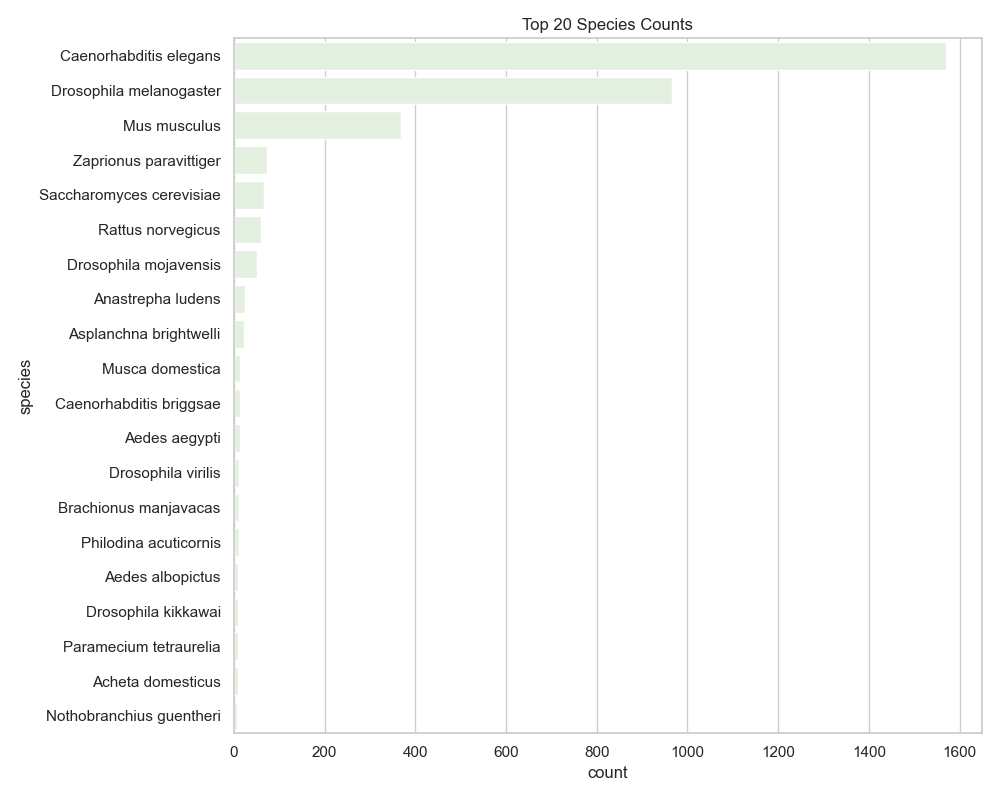 Top 20 Species Counts
Caenorhabditis elegans
Drosophila melanogaster
Mus musculus
Zaprionus paravittiger
Saccharomyces cerevisiae
Rattus norvegicus
Drosophila mojavensis
Anastrepha ludens
Asplanchna brightwelli
Musca domestica
Caenorhabditis briggsae
Aedes aegypti
Drosophila virilis
Brachionus manjavacas
Philodina acuticornis
Aedes albopictus
Drosophila kikkawai
Paramecium tetraurelia
Acheta domesticus
Nothobranchius guentheri
species
0 200 400 600 800 1000 1200 1400 1600
count